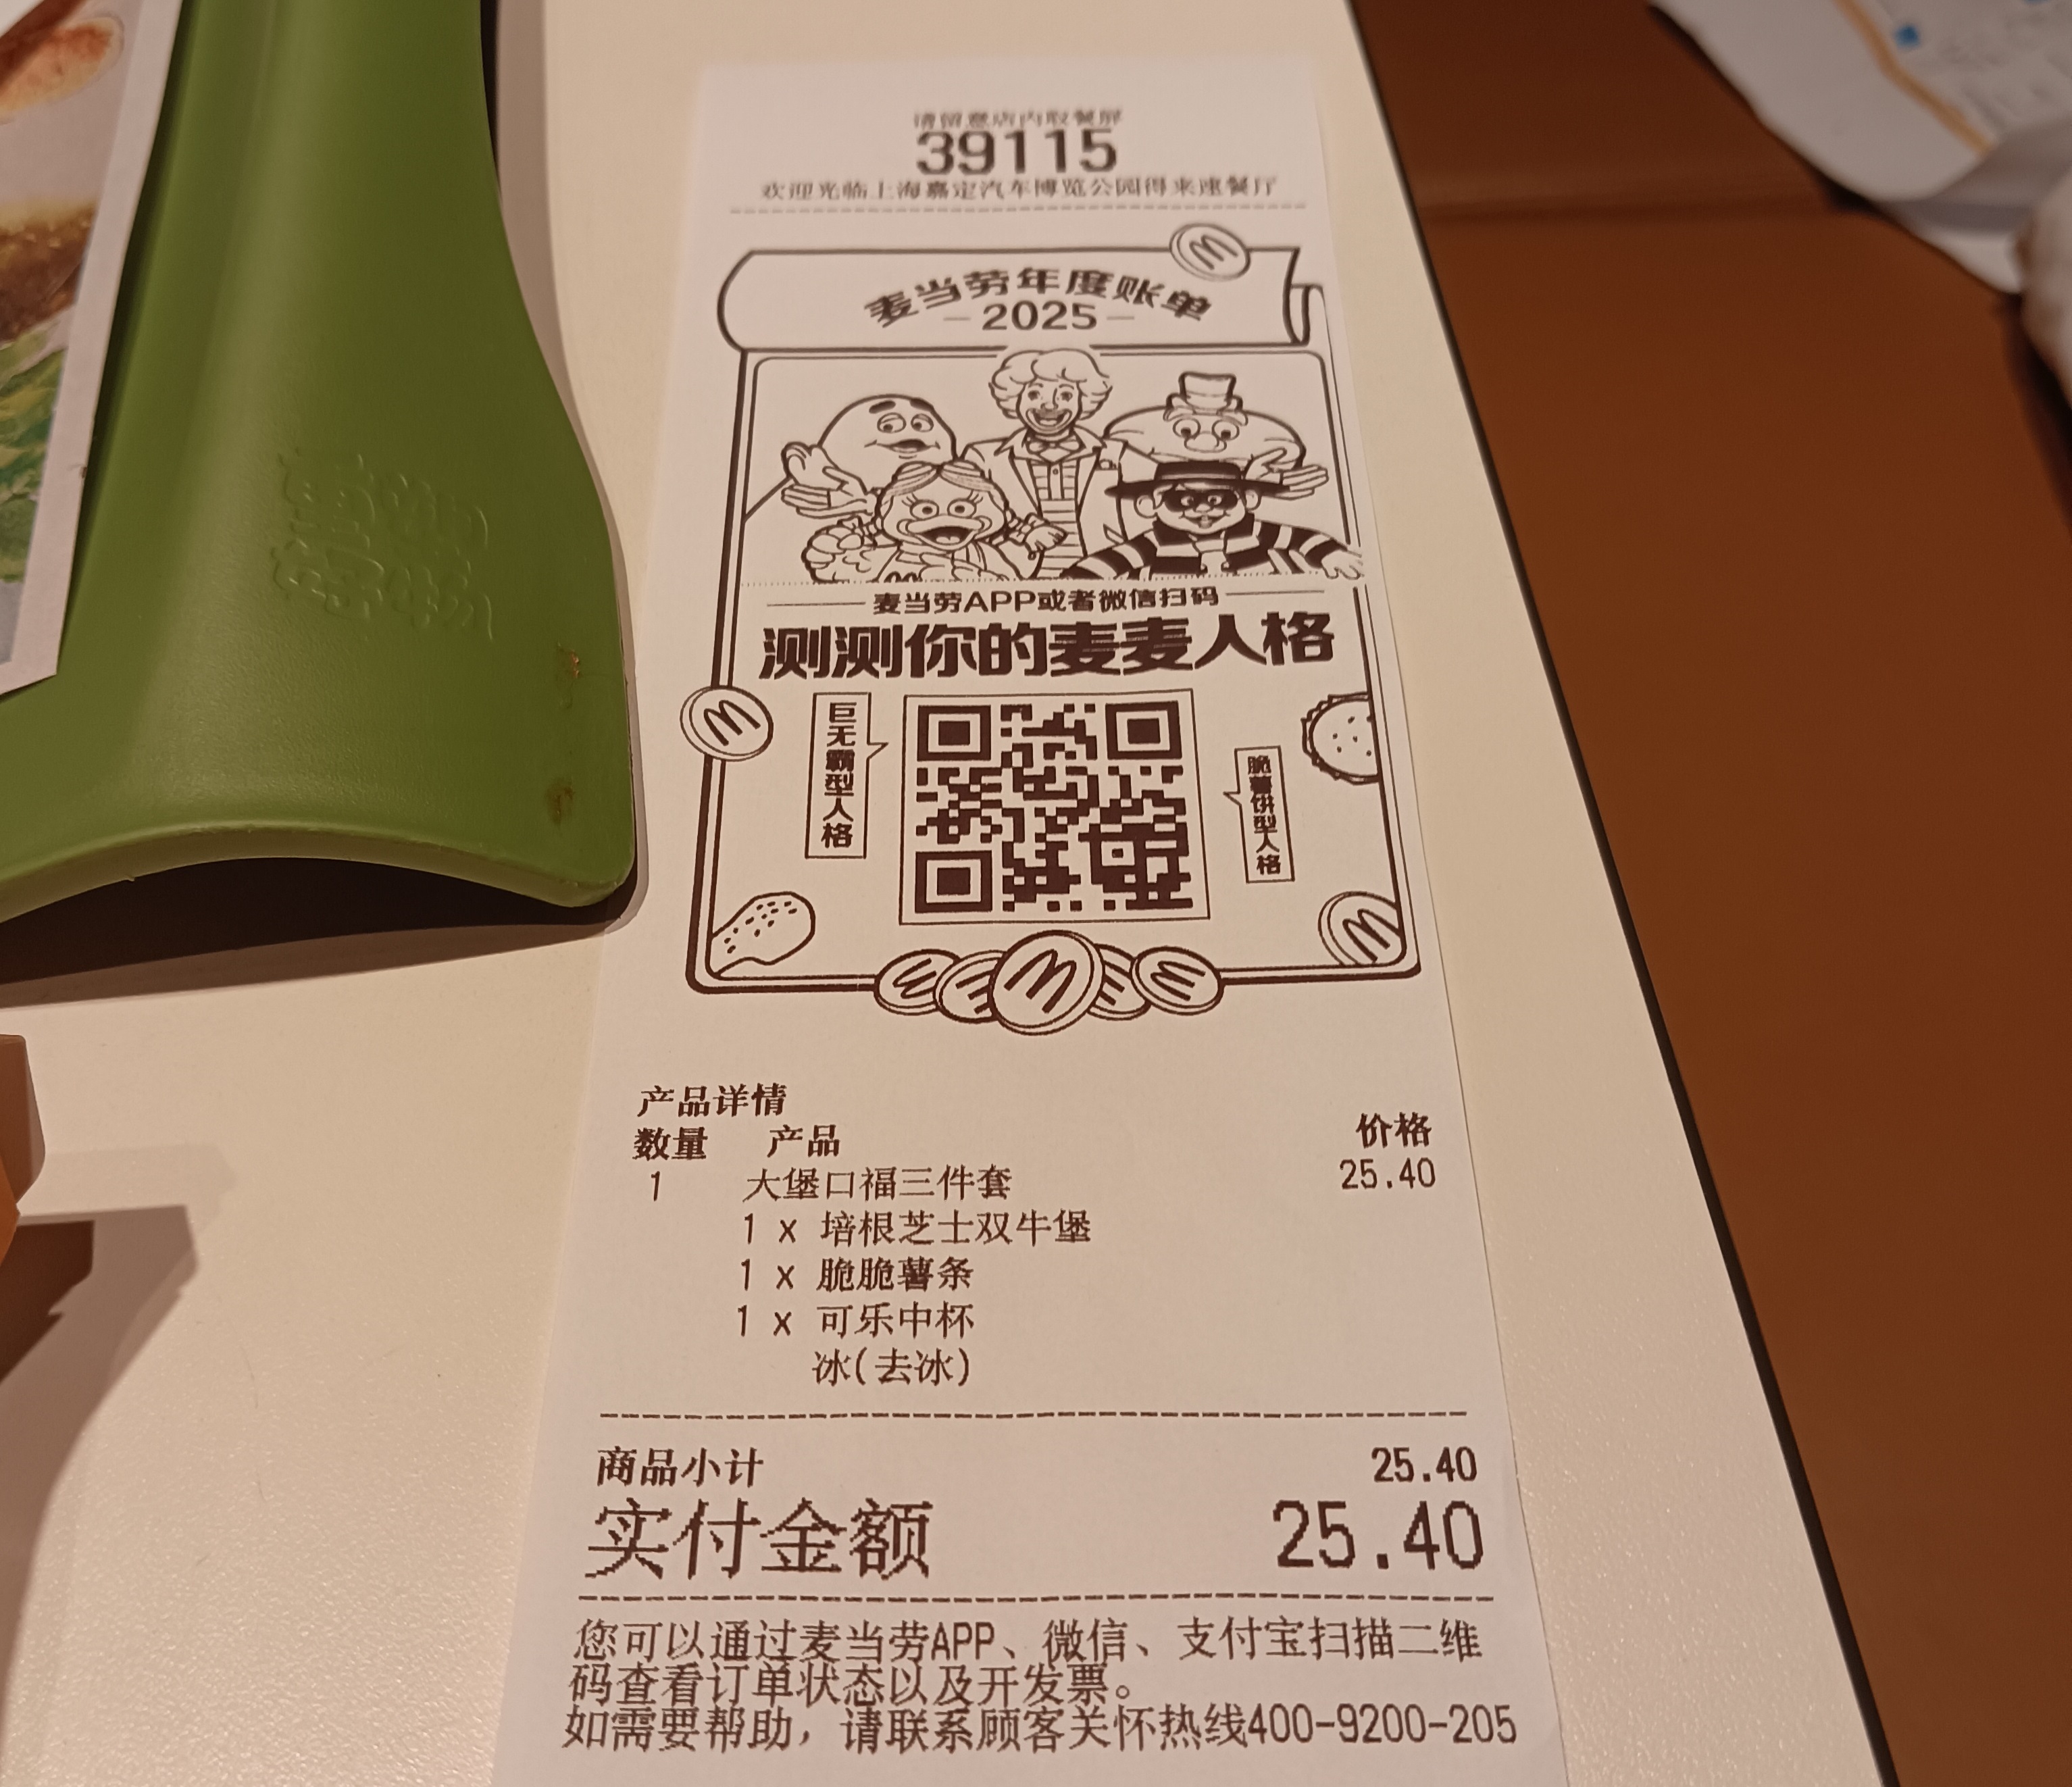 请留意店内取餐屏
39115
欢迎光临上海嘉定汽车博览公园得来速餐厅
麦当劳年度账单
2025
麦当劳APP或者微信扫码
测测你的麦麦人格
巨无霸型人格
脆薯饼型人格
产品详情
数量 产品 价格
1 大堡口福三件套 25.40
1 x 培根芝士双牛堡
1 x 脆脆薯条
1 x 可乐中杯
冰(去冰)
商品小计 25.40
实付金额 25.40
您可以通过麦当劳APP、微信、支付宝扫描二维
码查看订单状态以及开发票。
如需要帮助，请联系顾客关怀热线400-9200-205